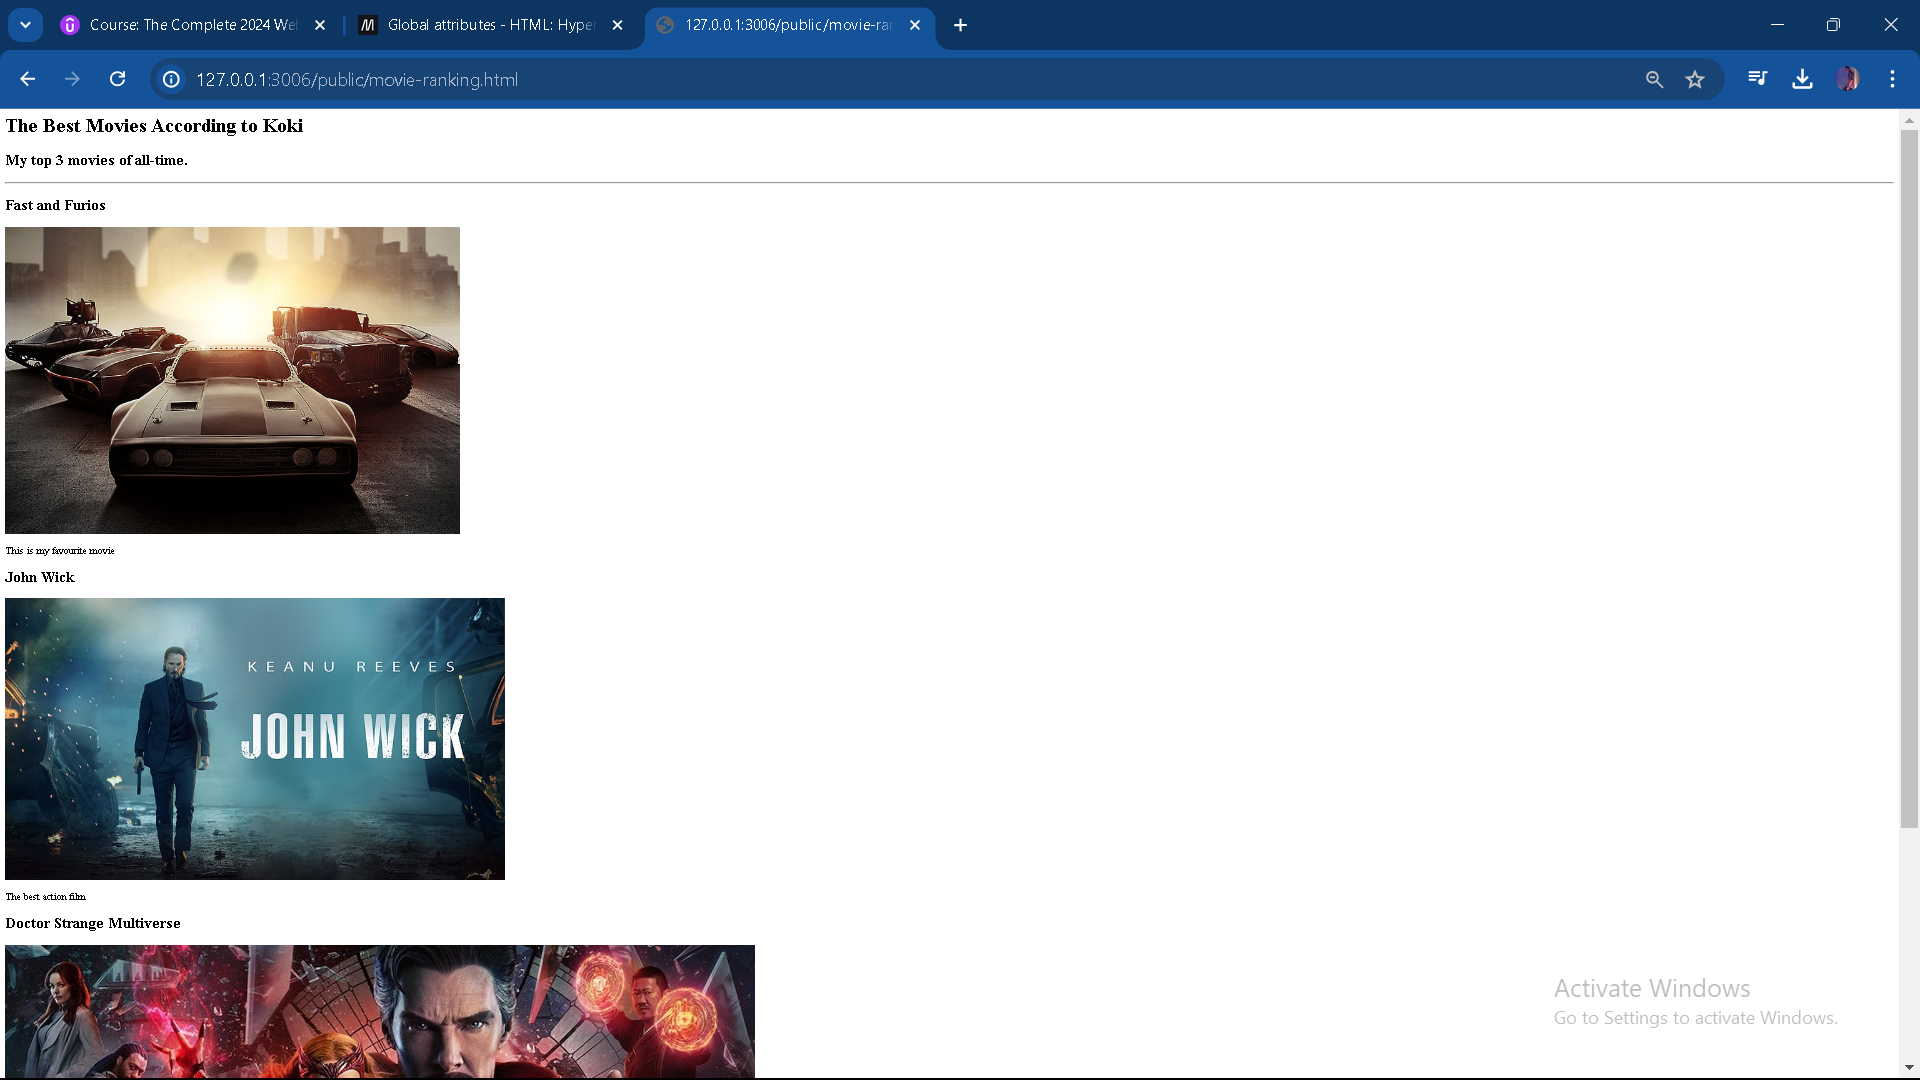 Course: The Complete 2024 We
Global attributes - HTML: Hyper
127.0.0.1:3006/public/movie-rar
127.0.0.1:3006/public/movie-ranking.html
The Best Movies According to Koki
My top 3 movies of all-time.
Fast and Furios
This is my favourite movie
John Wick
KEANU REEVES
JOHN WICK
The best action film
Doctor Strange Multiverse
Activate Windows
Go to Settings to activate Windows.